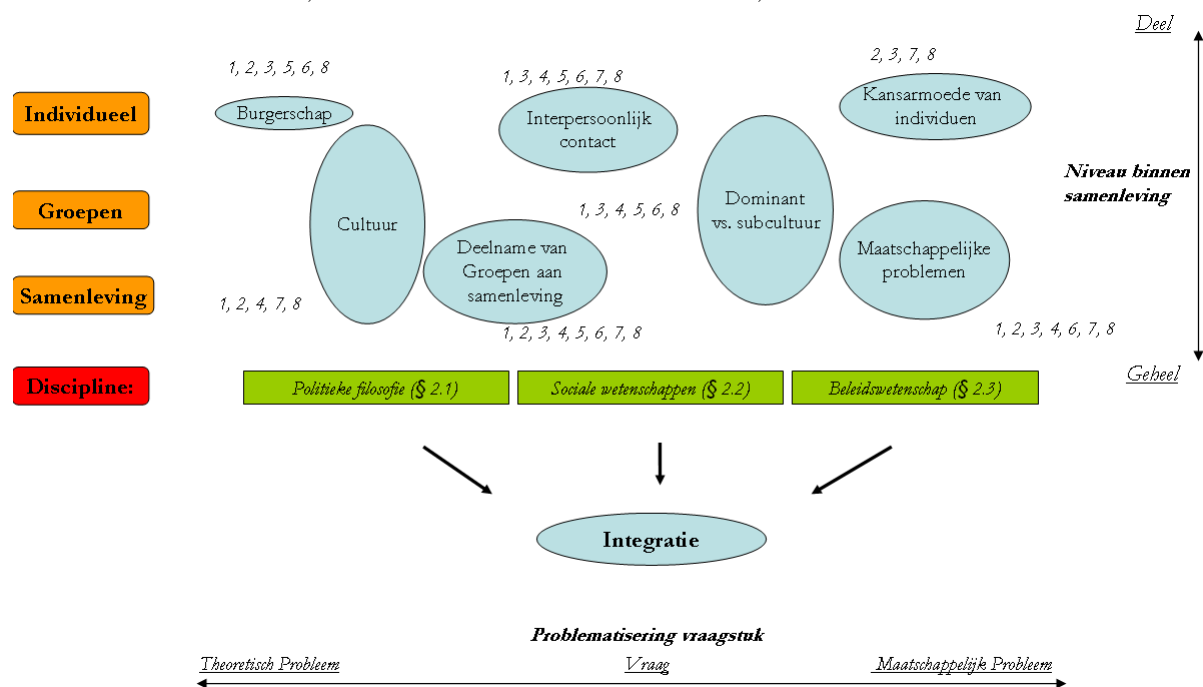 Deel
1, 2, 3, 5, 6, 8
1, 3, 4, 5, 6, 7, 8
2, 3, 7, 8
Individueel
Burgerschap
Interpersoonlijk
contact
Kansarmoede van
individuen
Niveau binnen
samenleving
Groepen
Cultuur
1, 3, 4, 5, 6, 8
Dominant
vs. subcultuur
Deelname van
Groepen aan
samenleving
Maatschappelijke
problemen
Samenleving
1, 2, 4, 7, 8
1, 2, 3, 4, 5, 6, 7, 8
1, 2, 3, 4, 6, 7, 8
Geheel
Discipline:
Politieke filosofie (§ 2.1)
Sociale wetenschappen (§ 2.2)
Beleidswetenschap (§ 2.3)
Integratie
Problematisering vraagstuk
Theoretisch Probleem
Vraag
Maatschappelijk Probleem